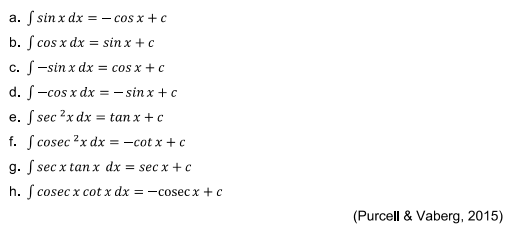 a. ∫ sin x dx = − cos x + c
b. ∫ cos x dx = sin x + c
c. ∫ −sin x dx = cos x + c
d. ∫ −cos x dx = − sin x + c
e. ∫ sec ²x dx = tan x + c
f. ∫ cosec ²x dx = −cot x + c
g. ∫ sec x tan x dx = sec x + c
h. ∫ cosec x cot x dx = −cosec x + c
(Purcell & Vaberg, 2015)